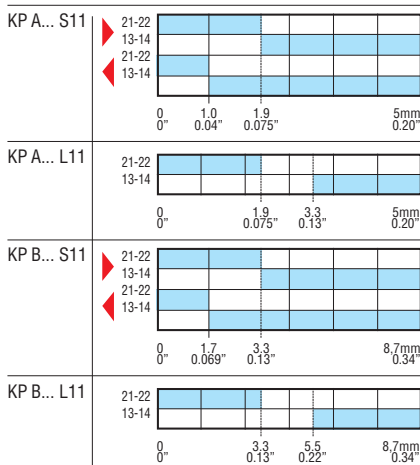 KP A... S11
21-22
13-14
21-22
13-14
0 1.0 1.9 5mm
0" 0.04" 0.075" 0.20"
KP A... L11
21-22
13-14
0 1.9 3.3 5mm
0" 0.075" 0.13" 0.20"
KP B... S11
21-22
13-14
21-22
13-14
0 1.7 3.3 8,7mm
0" 0.069" 0.13" 0.34"
KP B... L11
21-22
13-14
0 3.3 5.5 8,7mm
0" 0.13" 0.22" 0.34"